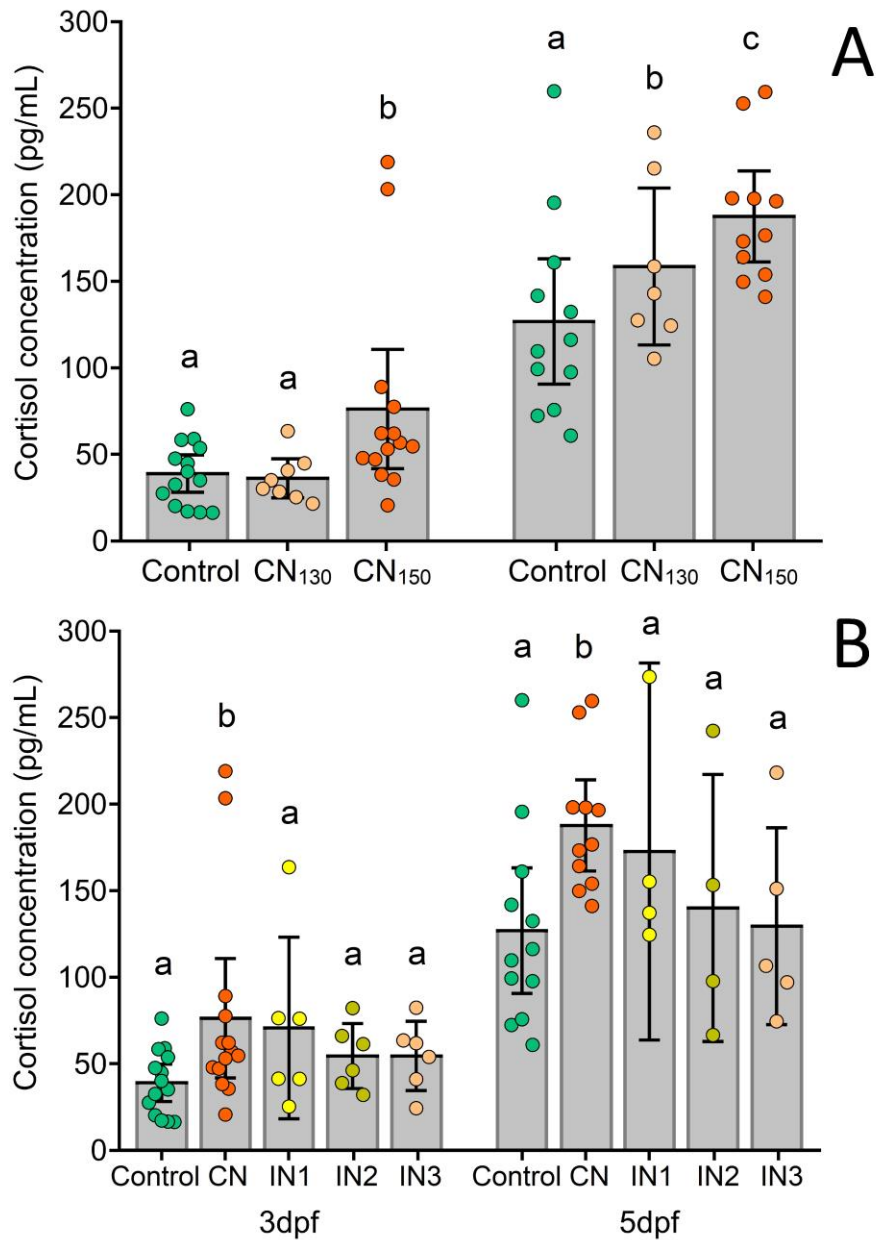 A
Cortisol concentration (pg/mL)
300
250
200
150
100
50
0
a
a
b
a
b
c
Control CN₁₃₀ CN₁₅₀ Control CN₁₃₀ CN₁₅₀
B
Cortisol concentration (pg/mL)
300
250
200
150
100
50
0
a
b
a
a
a
a
b
a
a
a
Control CN IN1 IN2 IN3 Control CN IN1 IN2 IN3
3dpf 5dpf